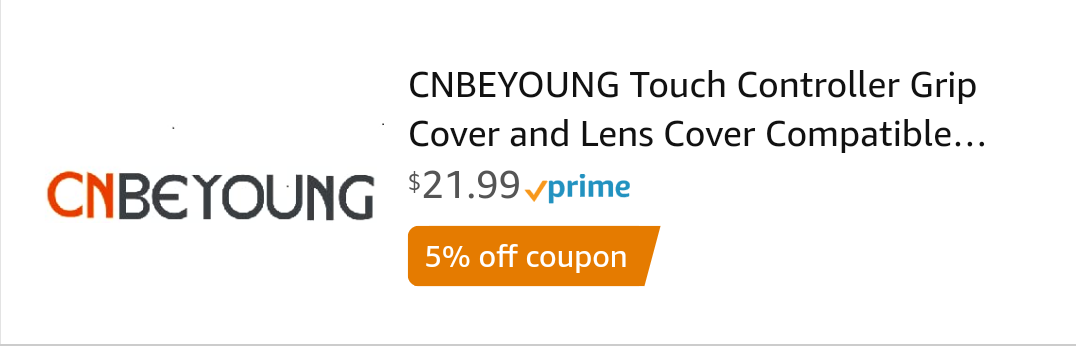 CNBEYOUNG
CNBEYOUNG Touch Controller Grip
Cover and Lens Cover Compatible...
$21.99 prime
5% off coupon